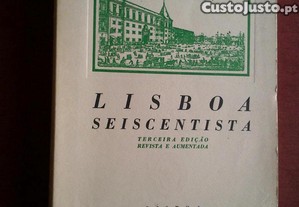 Custojusto.pt
LISBOA
SEISCENTISTA
TERCEIRA EDIÇÃO
REVISTA E AUMENTADA